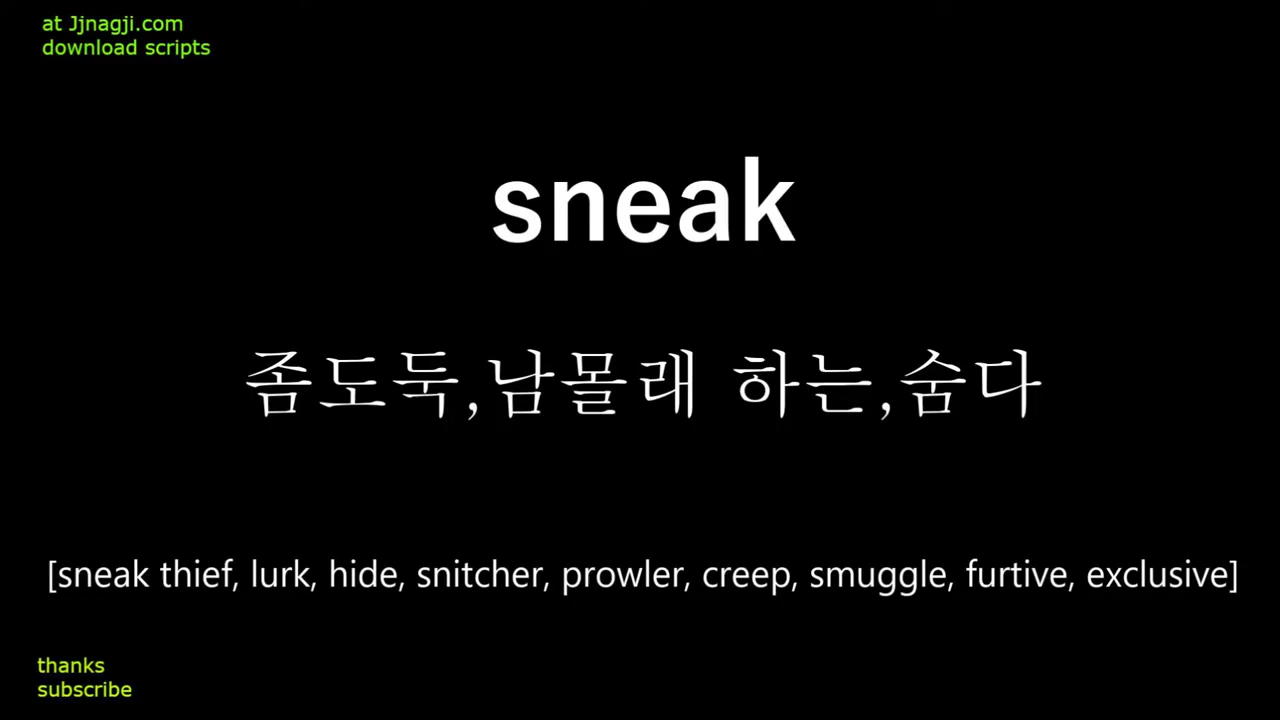 at Jjnagji.com
download scripts
sneak
좀도둑,남몰래 하는,숨다
[sneak thief, lurk, hide, snitcher, prowler, creep, smuggle, furtive, exclusive]
thanks
subscribe